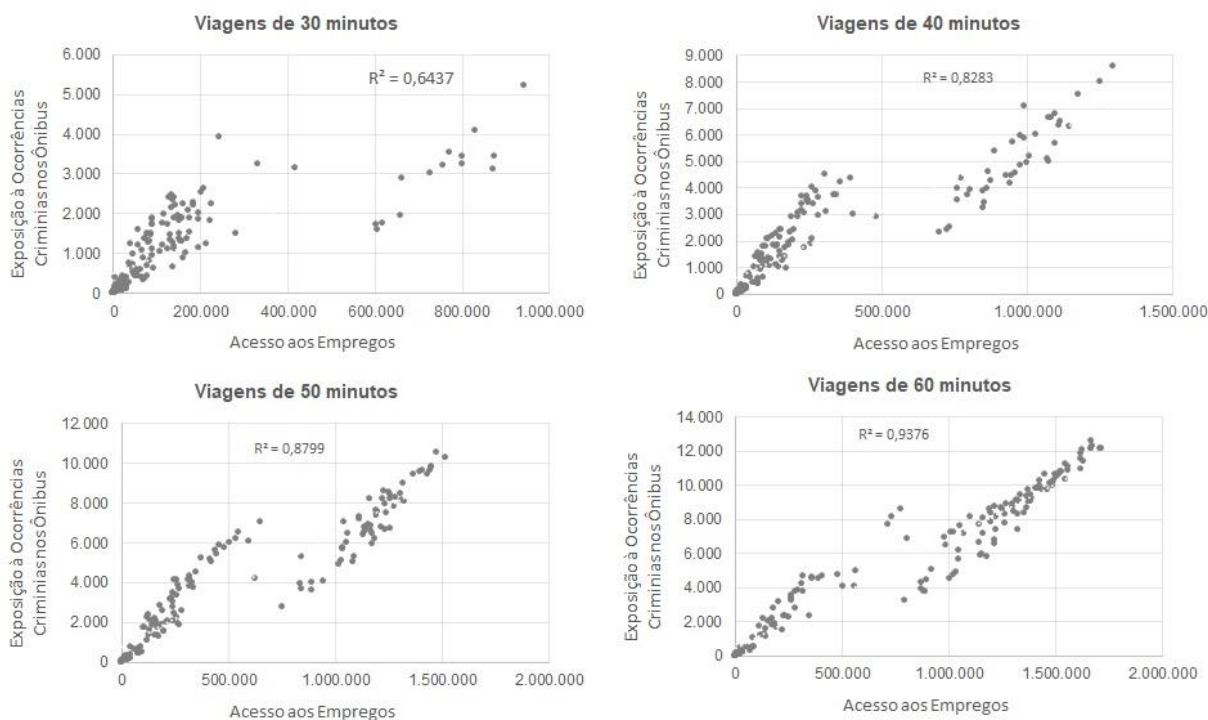 Viagens de 30 minutos
Exposição à Ocorrências
Criminiais nos Ônibus
6.000
5.000
4.000
3.000
2.000
1.000
0
R² = 0,6437
0 200.000 400.000 600.000 800.000 1.000.000
Acesso aos Empregos
Viagens de 40 minutos
Exposição à Ocorrências
Criminias nos Ônibus
9.000
8.000
7.000
6.000
5.000
4.000
3.000
2.000
1.000
0
R² = 0,8283
0 500.000 1.000.000 1.500.000
Acesso aos Empregos
Viagens de 50 minutos
Exposição à Ocorrências
Criminias nos Ônibus
12.000
10.000
8.000
6.000
4.000
2.000
0
R² = 0,8799
0 500.000 1.000.000 1.500.000 2.000.000
Acesso aos Empregos
Viagens de 60 minutos
Exposição à Ocorrências
Criminias nos Ônibus
14.000
12.000
10.000
8.000
6.000
4.000
2.000
0
R² = 0,9376
0 500.000 1.000.000 1.500.000 2.000.000
Acesso aos Empregos